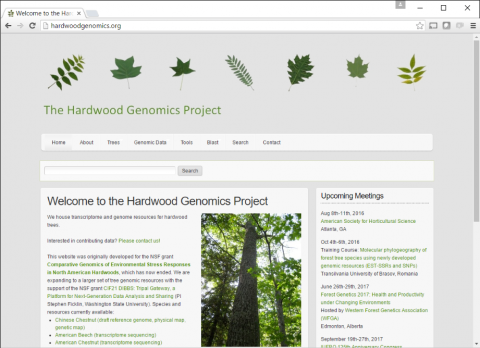 Welcome to the Har
hardwoodgenomics.org
The Hardwood Genomics Project
Home About Trees Genomic Data Tools Blast Search Contact
Search
Welcome to the Hardwood Genomics Project
We house transcriptome and genome resources for hardwood
trees.
Interested in contributing data? Please contact us!
This website was originally developed for the NSF grant
Comparative Genomics of Environmental Stress Responses
in North American Hardwoods, which has now ended. We are
expanding to a larger set of tree genomic resources with the
support of the NSF grant CIF21 DIBBS: Tripal Gateway, a
Platform for Next-Generation Data Analysis and Sharing (PI
Stephen Ficklin, Washington State University). Species and
resources currently available:
Chinese Chestnut (draft reference genome, physical map,
genetic map)
American Beech (transcriptome sequencing)
American Chestnut (transcriptome sequencing)
Upcoming Meetings
Aug 8th-11th, 2016
American Society for Horticultural Science
Atlanta, GA
Oct 4th-6th, 2016
Training Course: Molecular phylogeography of
forest tree species using newly developed
genomic resources (EST-SSRs and SNPs)
Transilvania University of Brasov, Romania
June 26th-29th, 2017
Forest Genetics 2017: Health and Productivity
under Changing Environments
Hosted by Western Forest Genetics Association
(WFGA)
Edmonton, Alberta
September 19th-27th, 2017
IUFRO 125th Anniversary Congress